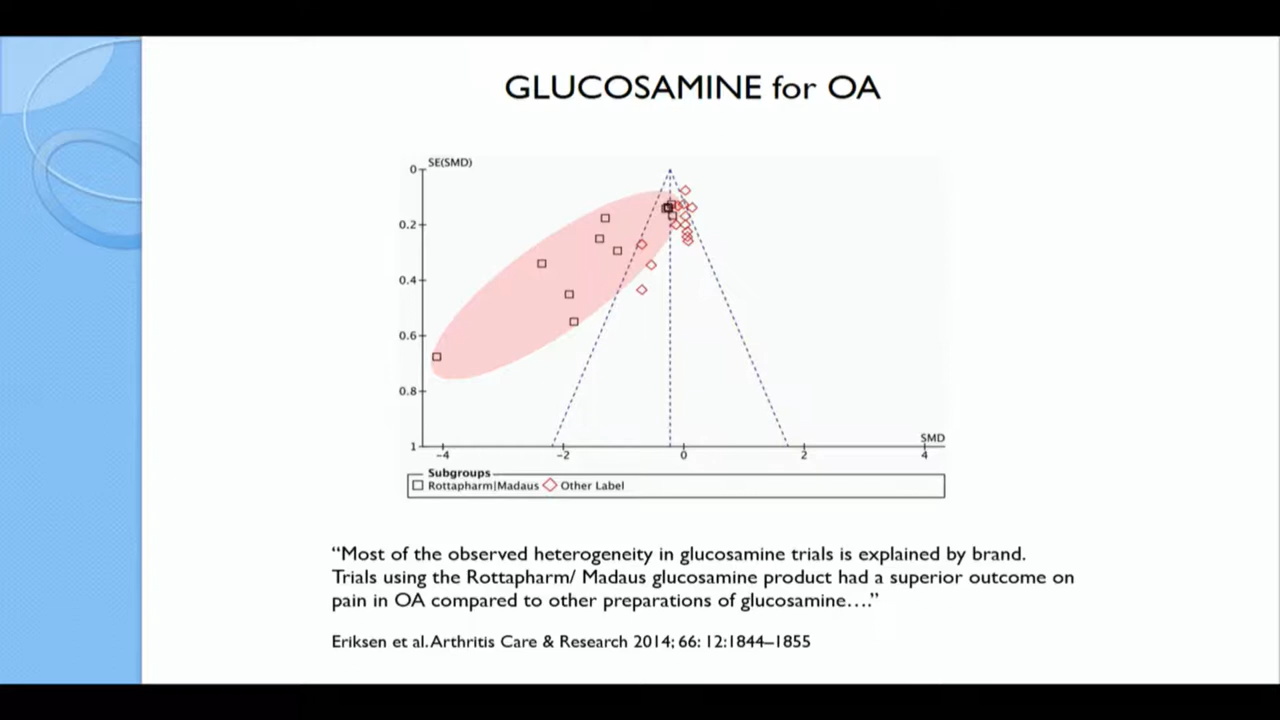 GLUCOSAMINE for OA
SE(SMD)
0
0.2
0.4
0.6
0.8
1
SMD
-4
-2
0
2
4
Subgroups
Rottapharm|Madaus
Other Label
“Most of the observed heterogeneity in glucosamine trials is explained by brand.
Trials using the Rottapharm/ Madaus glucosamine product had a superior outcome on
pain in OA compared to other preparations of glucosamine….”
Eriksen et al. Arthritis Care & Research 2014; 66: 12:1844–1855